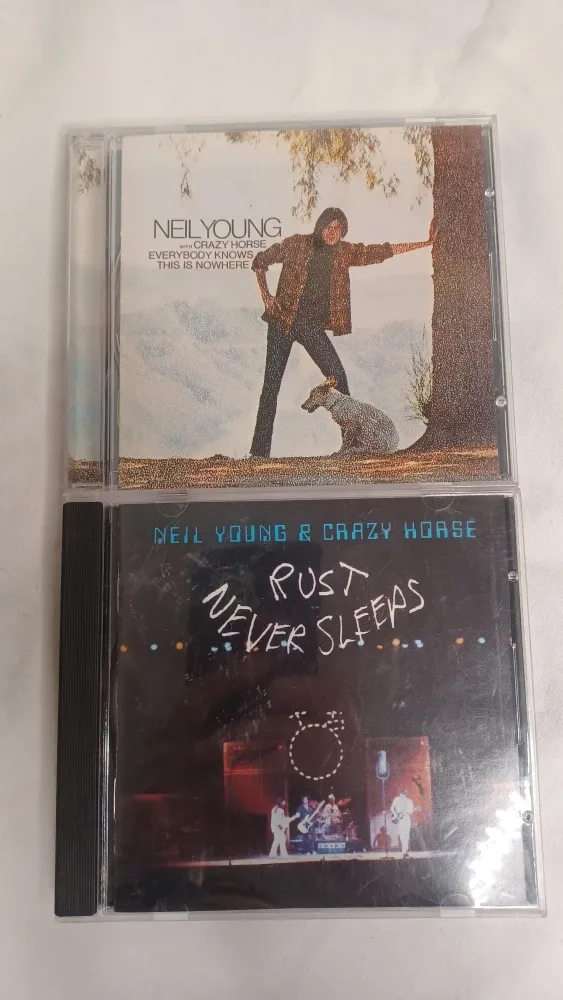 NEIL YOUNG
WITH CRAZY HORSE
EVERYBODY KNOWS
THIS IS NOWHERE
NEIL YOUNG & CRAZY HORSE
RUST
NEVER SLEEPS